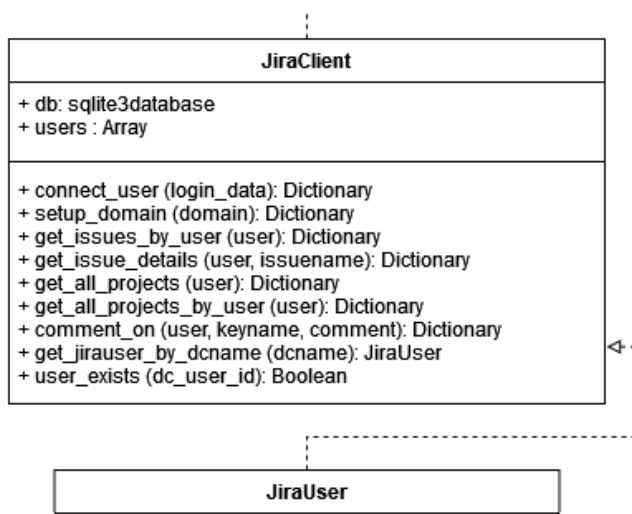 JiraClient
+ db: sqlite3database
+ users : Array
+ connect_user (login_data): Dictionary
+ setup_domain (domain): Dictionary
+ get_issues_by_user (user): Dictionary
+ get_issue_details (user, issuename): Dictionary
+ get_all_projects (user): Dictionary
+ get_all_projects_by_user (user): Dictionary
+ comment_on (user, keyname, comment): Dictionary
+ get_jirauser_by_dcname (dcname): JiraUser
+ user_exists (dc_user_id): Boolean
JiraUser